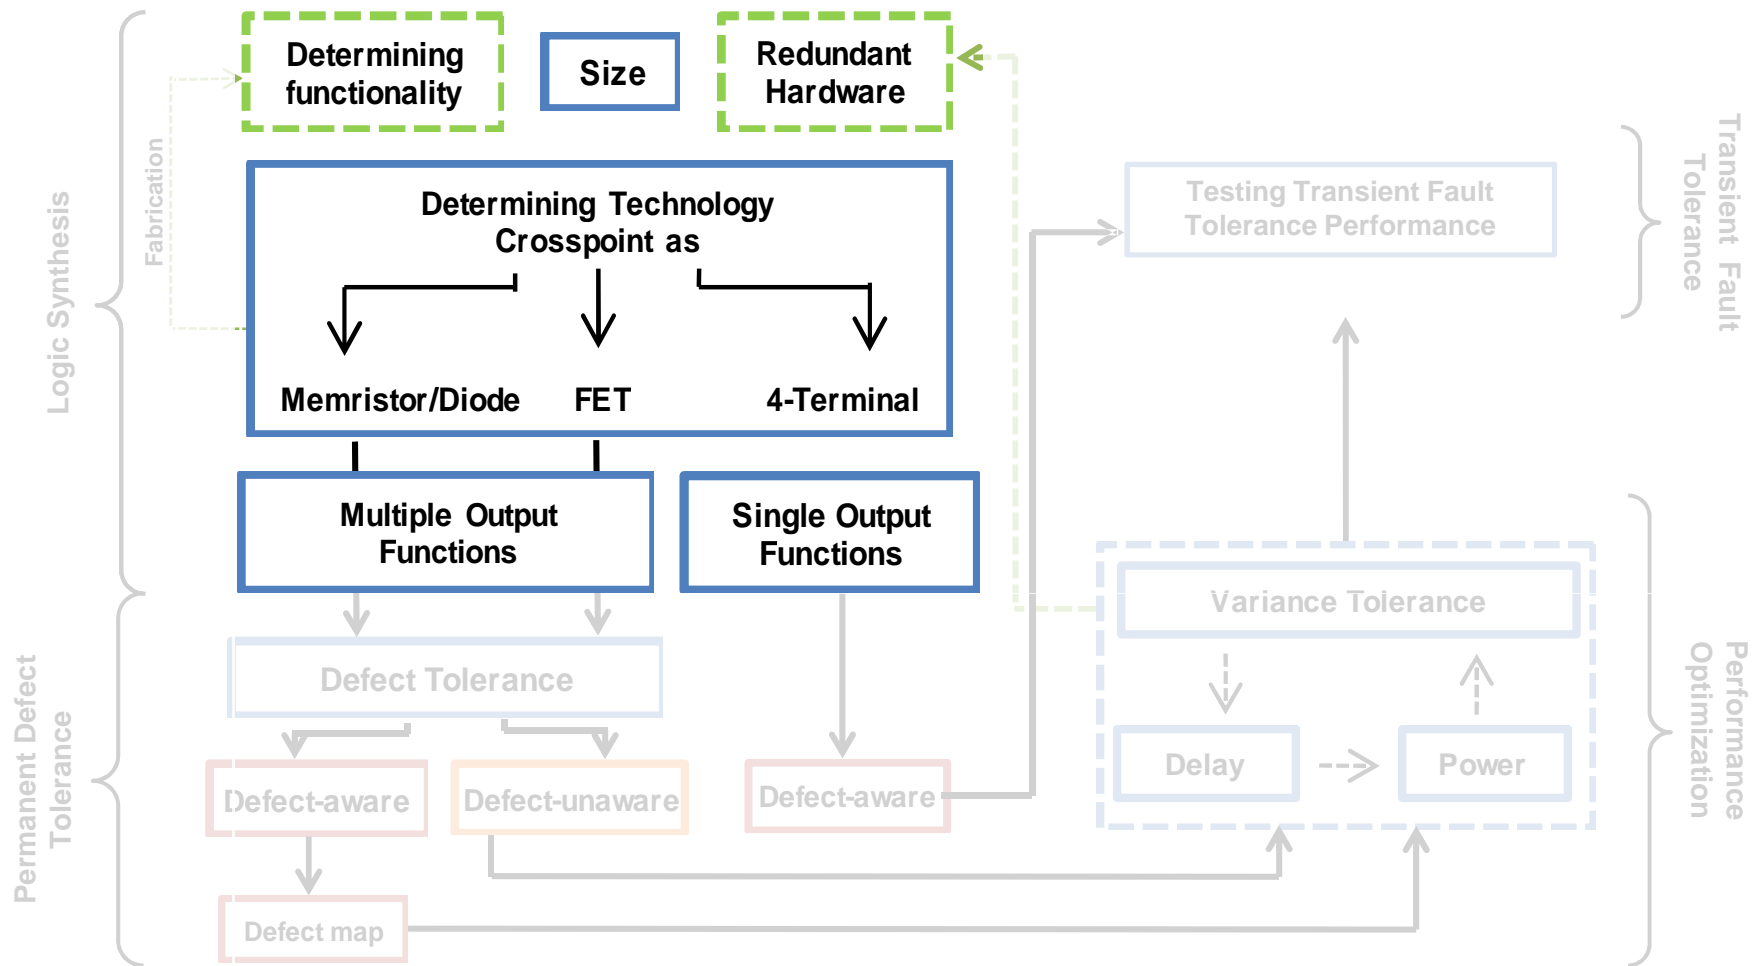 Determining
functionality
Size
Redundant
Hardware
Fabrication
Logic Synthesis
Determining Technology
Crosspoint as
Memristor/Diode
FET
4-Terminal
Multiple Output
Functions
Single Output
Functions
Testing Transient Fault
Tolerance Performance
Transient Fault
Tolerance
Permanent Defect
Tolerance
Defect Tolerance
Defect-aware
Defect-unaware
Defect-aware
Defect map
Variance Tolerance
Delay
Power
Performance
Optimization